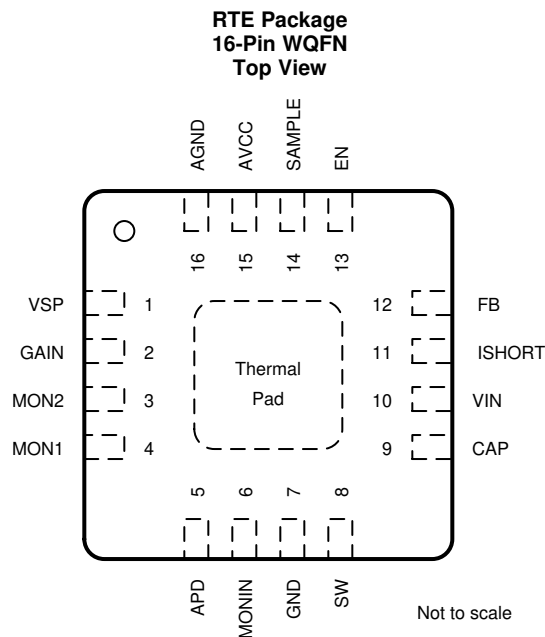 RTE Package
16-Pin WQFN
Top View
AGND
AVCC
SAMPLE
EN
16
15
14
13
VSP 1
GAIN 2
MON2 3
MON1 4
Thermal
Pad
12 FB
11 ISHORT
10 VIN
9 CAP
5
6
7
8
APD
MONIN
GND
SW
Not to scale